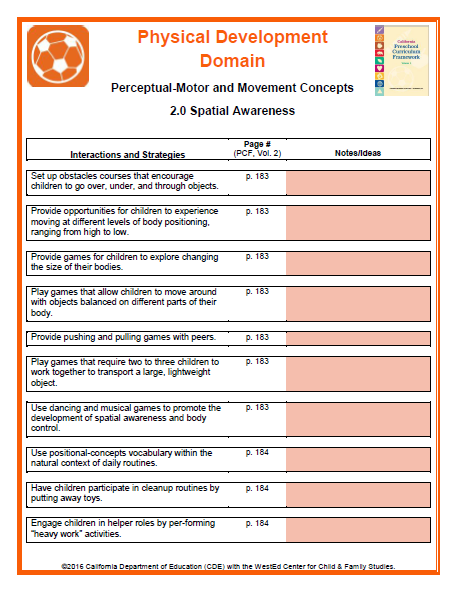 Physical Development
Domain
Perceptual-Motor and Movement Concepts
2.0 Spatial Awareness
California
Preschool
Curriculum
Framework
Interactions and Strategies
Page #
(PCF, Vol. 2)
Notes/Ideas
Set up obstacles courses that encourage
children to go over, under, and through objects.
p. 183
Provide opportunities for children to experience
moving at different levels of body positioning,
ranging from high to low.
p. 183
Provide games for children to explore changing
the size of their bodies.
p. 183
Play games that allow children to move around
with objects balanced on different parts of their
body.
p. 183
Provide pushing and pulling games with peers.
p. 183
Play games that require two to three children to
work together to transport a large, lightweight
object.
p. 183
Use dancing and musical games to promote the
development of spatial awareness and body
control.
p. 183
Use positional-concepts vocabulary within the
natural context of daily routines.
p. 184
Have children participate in cleanup routines by
putting away toys.
p. 184
Engage children in helper roles by per-forming
“heavy work” activities.
p. 184
©2016 California Department of Education (CDE) with the WestEd Center for Child & Family Studies.